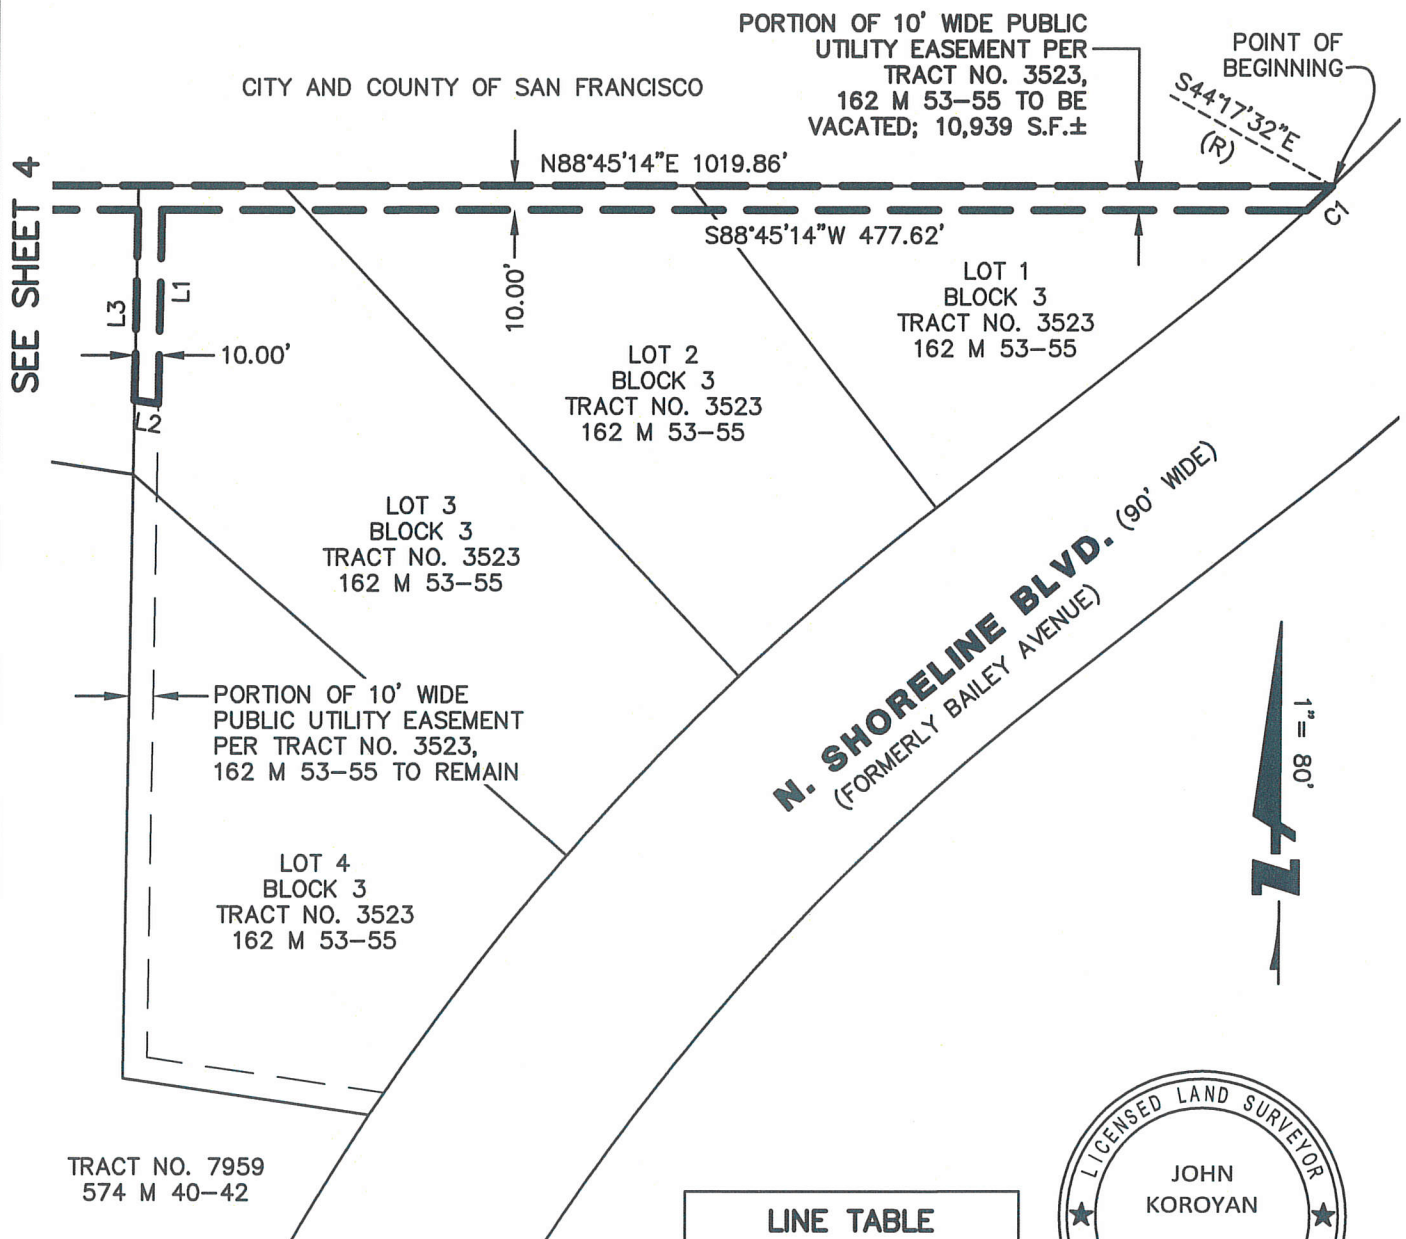 PORTION OF 10' WIDE PUBLIC
UTILITY EASEMENT PER
TRACT NO. 3523,
162 M 53–55 TO BE
VACATED; 10,939 S.F.±
POINT OF
BEGINNING
CITY AND COUNTY OF SAN FRANCISCO
S44°17'32"E
(R)
SEE SHEET 4
N88°45'14"E 1019.86'
C1
S88°45'14"W 477.62'
10.00'
L3
L1
10.00'
L2
LOT 1
BLOCK 3
TRACT NO. 3523
162 M 53–55
LOT 2
BLOCK 3
TRACT NO. 3523
162 M 53–55
LOT 3
BLOCK 3
TRACT NO. 3523
162 M 53–55
N. SHORELINE BLVD. (90' WIDE)
(FORMERLY BAILEY AVENUE)
PORTION OF 10' WIDE
PUBLIC UTILITY EASEMENT
PER TRACT NO. 3523,
162 M 53–55 TO REMAIN
1"= 80'
N
LOT 4
BLOCK 3
TRACT NO. 3523
162 M 53–55
TRACT NO. 7959
574 M 40–42
LINE TABLE
LICENSED LAND SURVEYOR
JOHN
KOROYAN